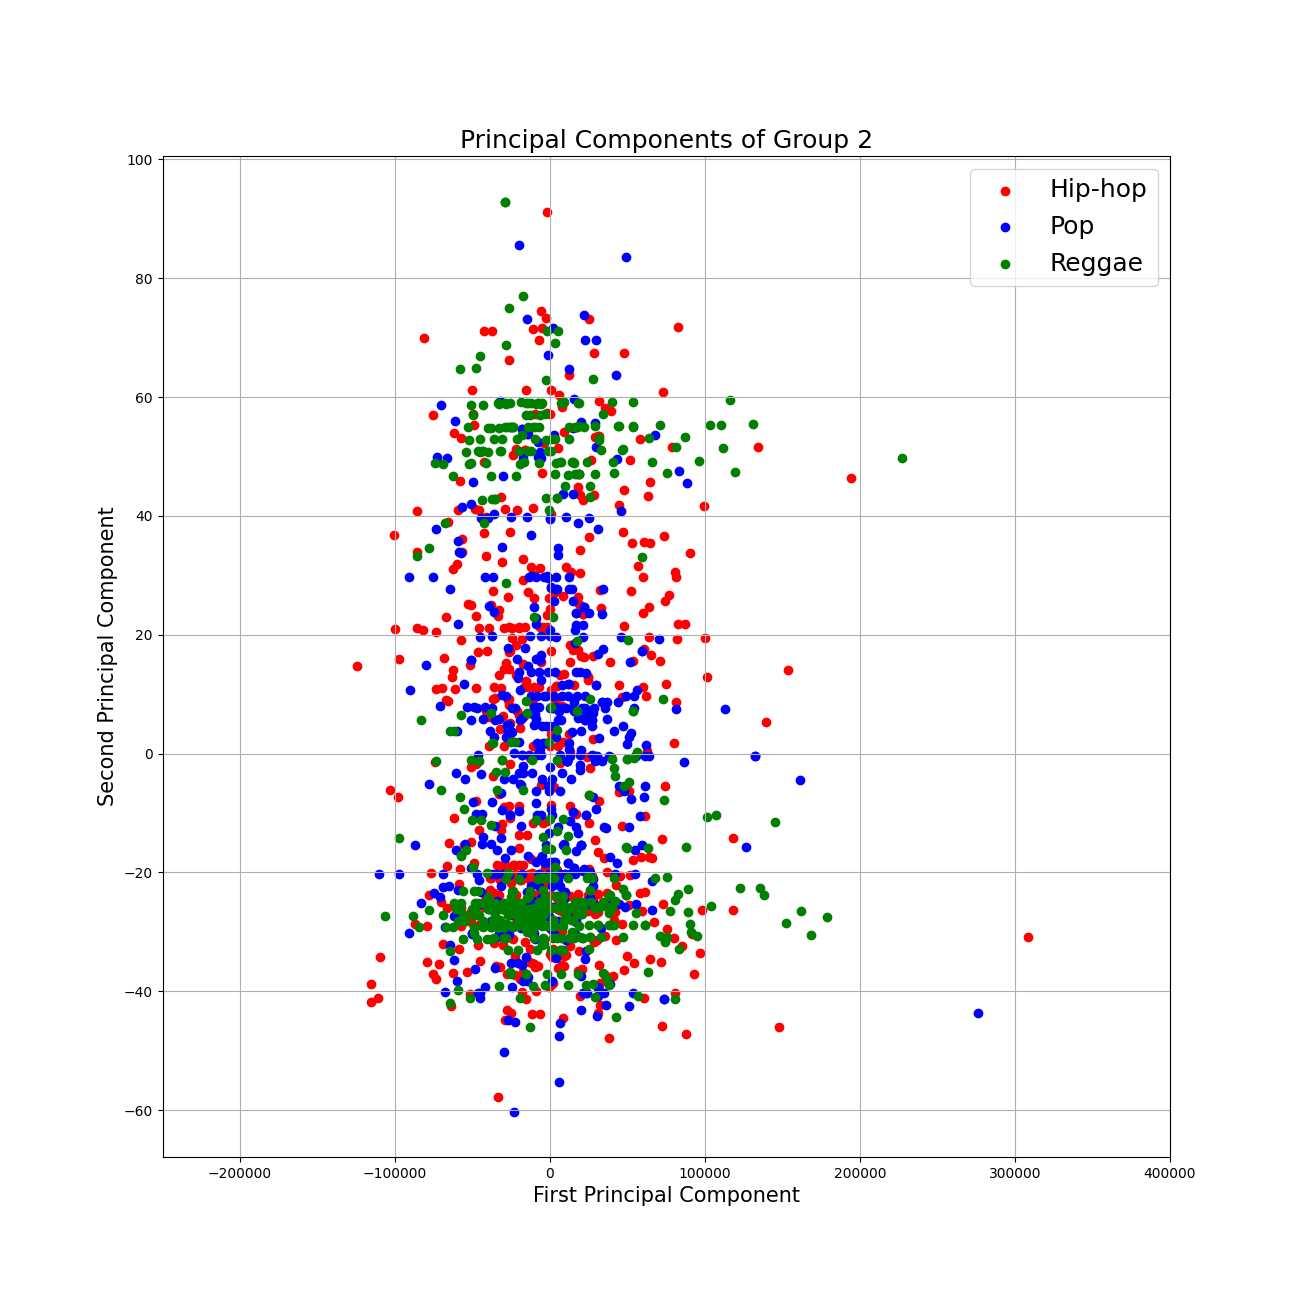 Principal Components of Group 2
Hip-hop
Pop
Reggae
100
80
60
40
20
0
−20
−40
−60
Second Principal Component
−200000
−100000
0
100000
200000
300000
400000
First Principal Component